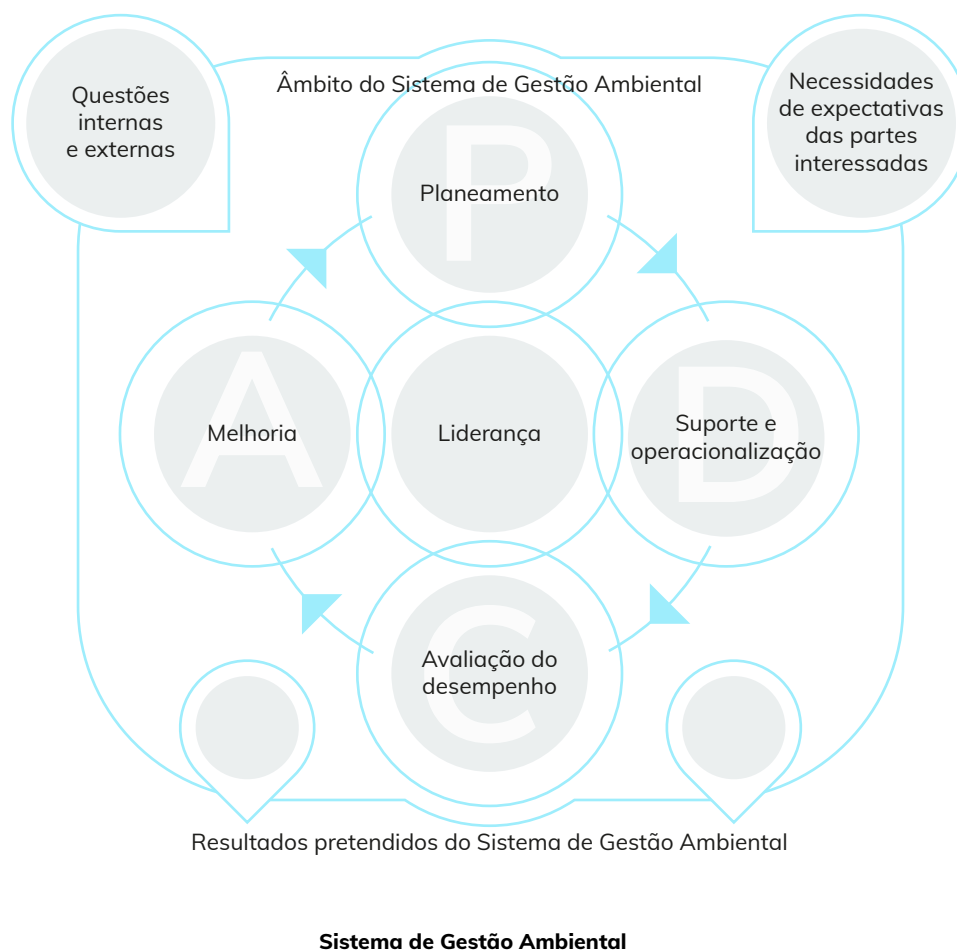 Âmbito do Sistema de Gestão Ambiental
Questões
internas
e externas
Necessidades
de expectativas
das partes
interessadas
P
Planeamento
A
Melhoria
Liderança
D
Suporte e
operacionalização
C
Avaliação do
desempenho
Resultados pretendidos do Sistema de Gestão Ambiental
Sistema de Gestão Ambiental